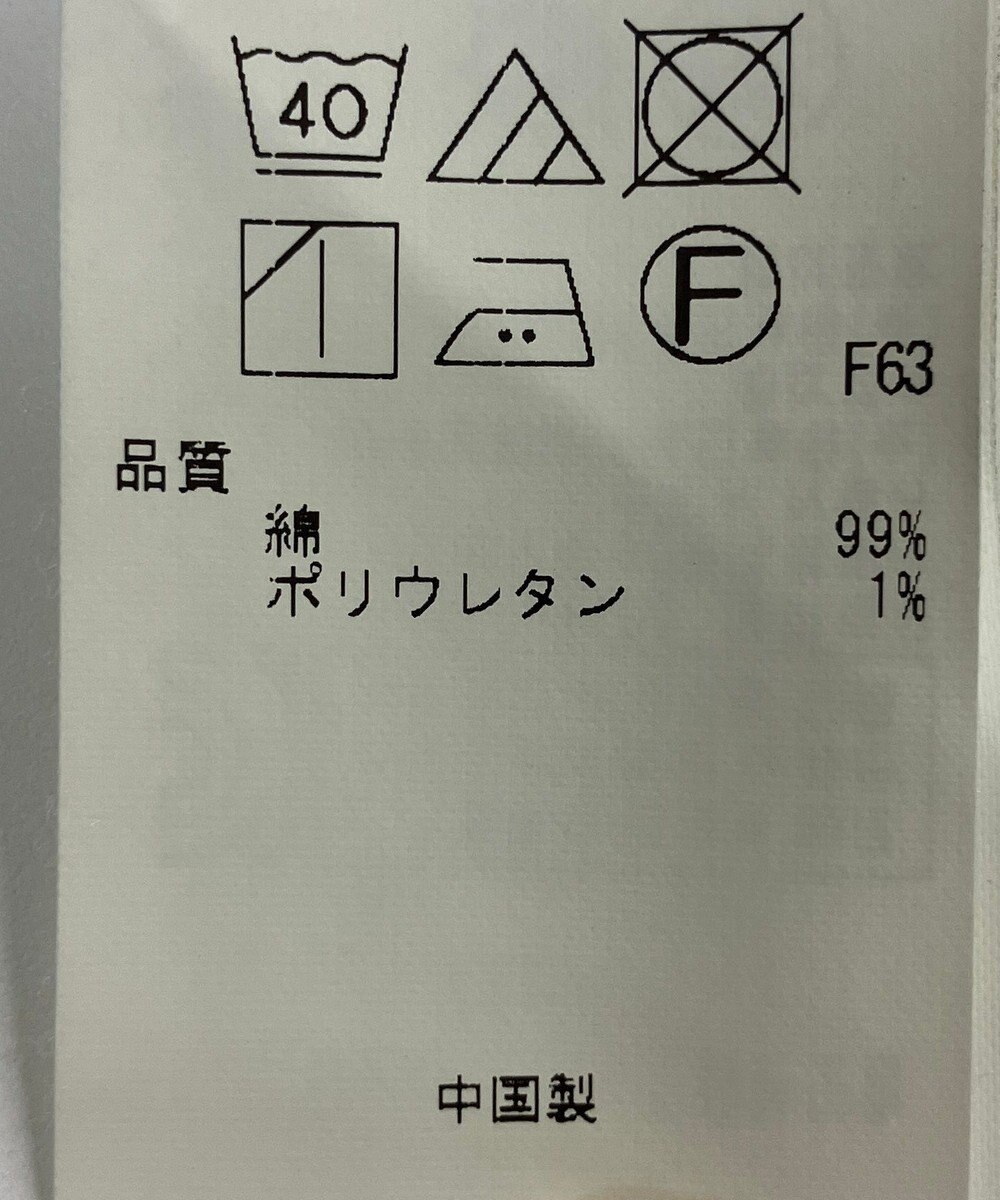 40
F
F63
品質
綿 99%
ポリウレタン 1%
中国製